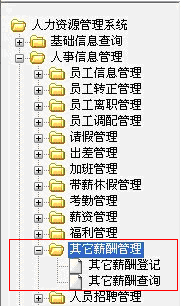 人力资源管理系统
基础信息查询
人事信息管理
员工信息管理
员工转正管理
员工离职管理
员工调配管理
请假管理
出差管理
加班管理
带薪休假管理
考勤管理
薪资管理
福利管理
其它薪酬管理
其它薪酬登记
其它薪酬查询
人员招聘管理